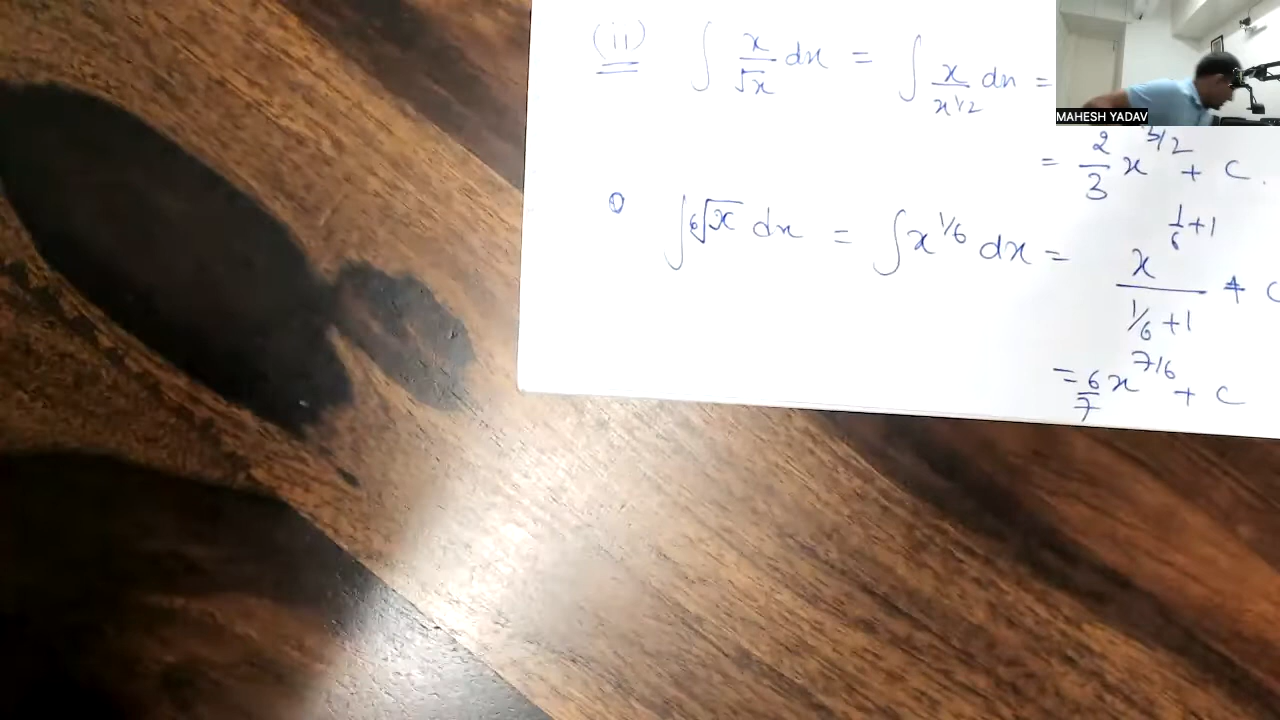 (ii) ∫ x/√x dx = ∫ x/x^1/2 dx =
MAHESH YADAV
= 2/3 x^3/2 + C.
① ∫ ⁶√x dx = ∫ x^1/6 dx = x^(1/6+1) / (1/6+1) + C
= 6/7 x^7/6 + C